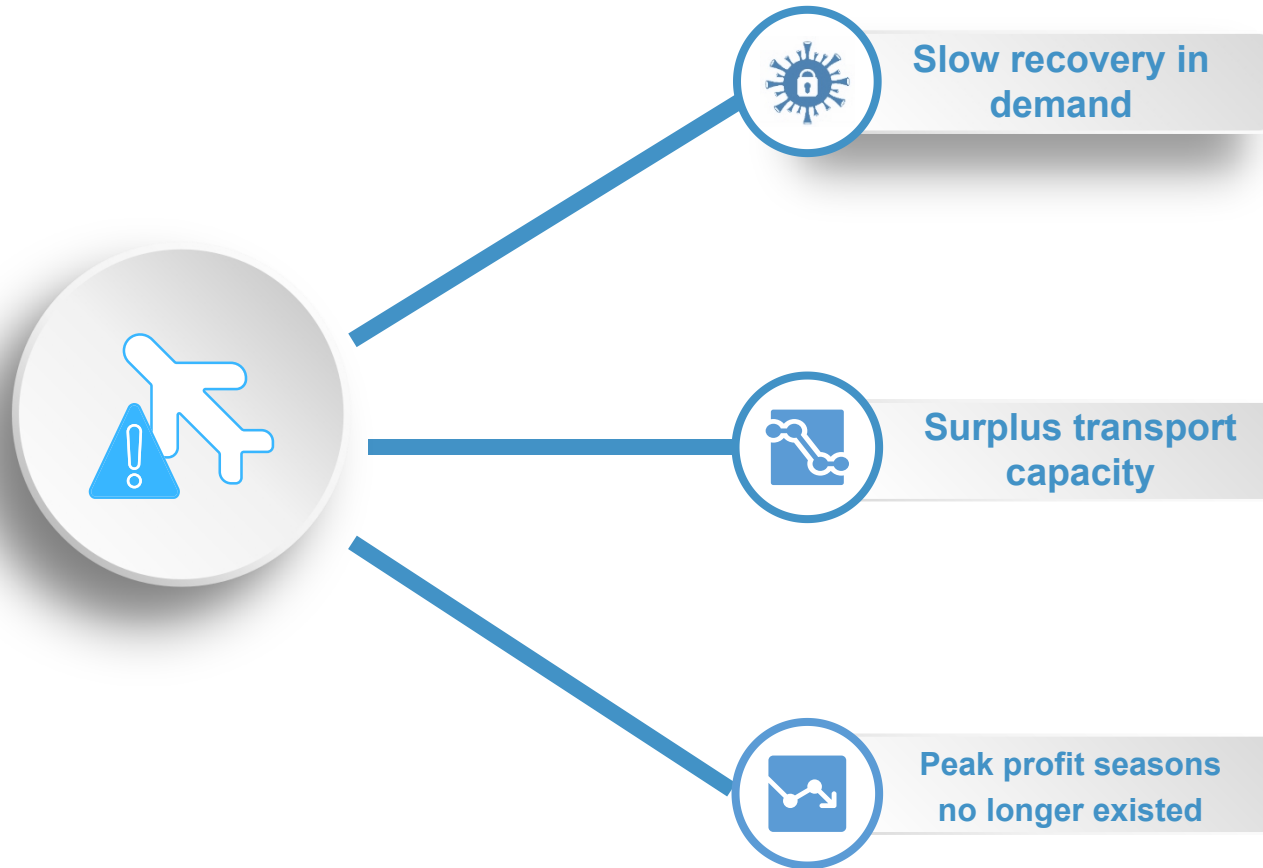 Slow recovery in
demand
Surplus transport
capacity
Peak profit seasons
no longer existed